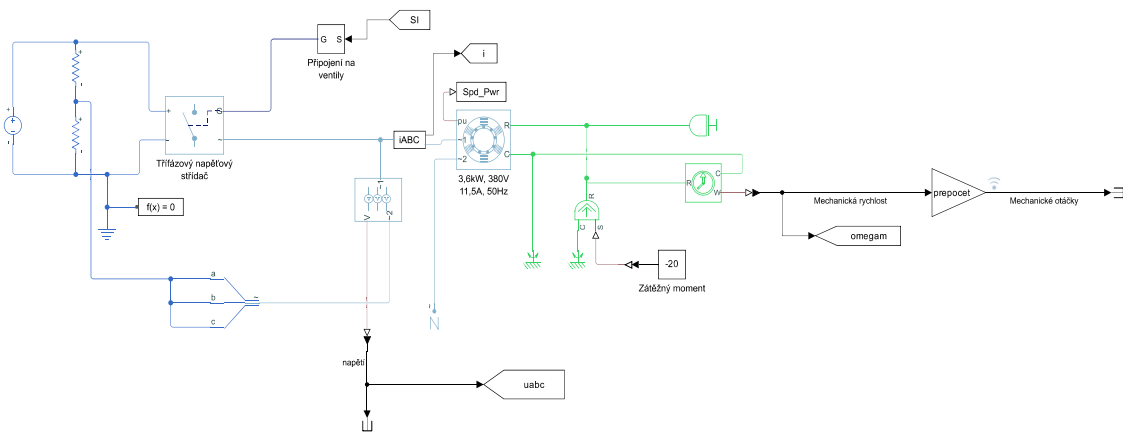 SI
G S
Připojení na
ventily
i
Spd_Pwr
+
-
+
-
+
-
+
-
S
~
Třífázový napěťový
střídač
iABC
pu
~1
~2
R
C
3,6kW, 380V
11,5A, 50Hz
~1
V
~2
f(x) = 0
R
C
W
Mechanická rychlost
prepocet
Mechanické otáčky
omegam
R
C
S
-20
Zátěžný moment
a
b
c
~
~
N
napětí
uabc